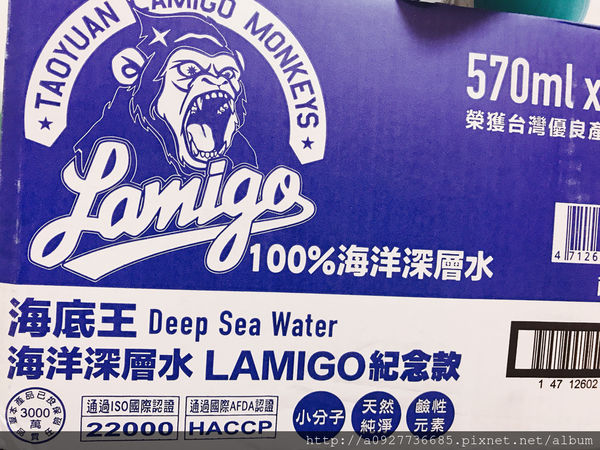 TAOYUAN LAMIGO MONKEYS
Lamigo
570ml x
榮獲台灣優良產
100%海洋深層水
4 7126
海底王 Deep Sea Water
海洋深層水 LAMIGO紀念款
1 47 12602
3000
萬
通過ISO國際認證
22000
通過國際AFDA認證
HACCP
小分子
天然
純淨
鹼性
元素
http://a0927736685.pixnet.net/album